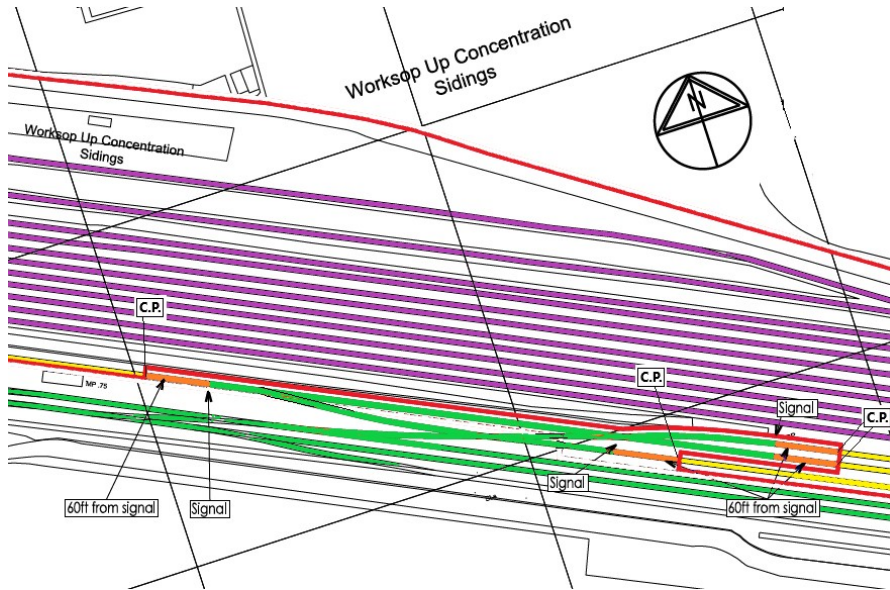 Worksop Up Concentration
Sidings
N
Worksop Up Concentration
Sidings
C.P.
MP .75
C.P.
Signal
C.P.
60ft from signal
Signal
Signal
60ft from signal